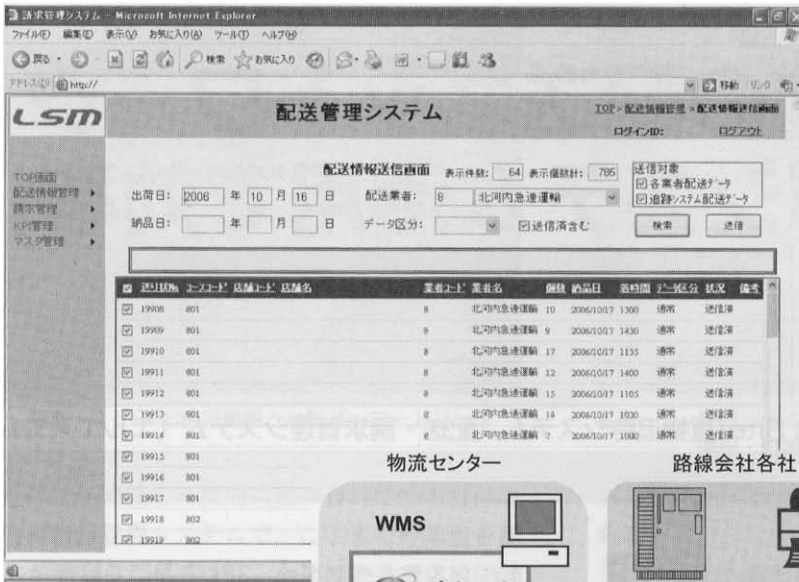 請求管理システム - Microsoft Internet Explorer
ファイル(F) 編集(E) 表示(V) お気に入り(A) ツール(T) ヘルプ(H)
戻る 検索 お気に入り
アドレス(D) http:// 移動 リンク
LSM 配送管理システム TOP > 配送情報管理 > 配送情報送信画面
ログインID: ログアウト
TOP画面
配送情報管理
請求管理
KPI管理
マスタ管理
配送情報送信画面 表示件数: 64 表示個数計: 785 送信対象
出荷日: 2006 年 10 月 16 日 配送業者: 8 北河内急速運輸 各業者配送データ
追跡システム配送データ
納品日: 年 月 日 データ区分: 送信済含む 検索 送信
送り状No. コースコード 店舗コード 店舗名 業者コード 業者名 個数 納品日 着時間 データ区分 状況 備考
19908 801 8 北河内急速運輸 10 2006/10/17 1300 通常 送信済
19909 801 8 北河内急速運輸 9 2006/10/17 1430 通常 送信済
19910 801 8 北河内急速運輸 17 2006/10/17 1135 通常 送信済
19911 801 8 北河内急速運輸 12 2006/10/17 1400 通常 送信済
19912 801 8 北河内急速運輸 15 2006/10/17 1105 通常 送信済
19913 801 8 北河内急速運輸 14 2006/10/17 1030 通常 送信済
19914 801 8 北河内急速運輸 7 2006/10/17 1000 通常 送信済
19915 801
19916 801
19917 801
19918 802
19919 802
物流センター
路線会社各社
WMS